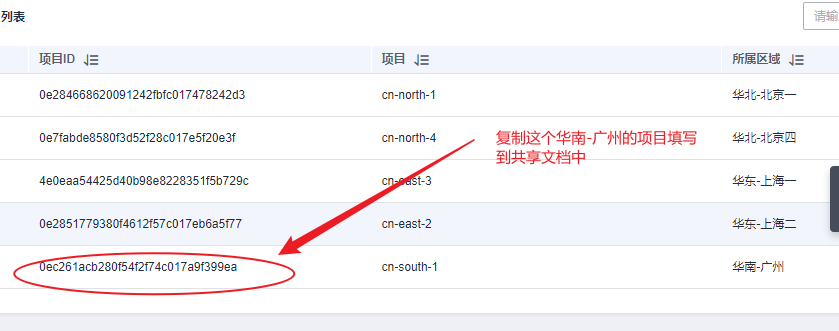 列表
请输
项目ID 项目 所属区域
0e284668620091242fbfc017478242d3 cn-north-1 华北-北京一
0e7fabde8580f3d52f28c017e5f20e3f cn-north-4 华北-北京四
复制这个华南-广州的项目填写
到共享文档中
4e0eaa54425d40b98e8228351f5b729c cn-east-3 华东-上海一
0e2851779380f4612f57c017eb6a5f77 cn-east-2 华东-上海二
0ec261acb280f54f2f74c017a9f399ea cn-south-1 华南-广州